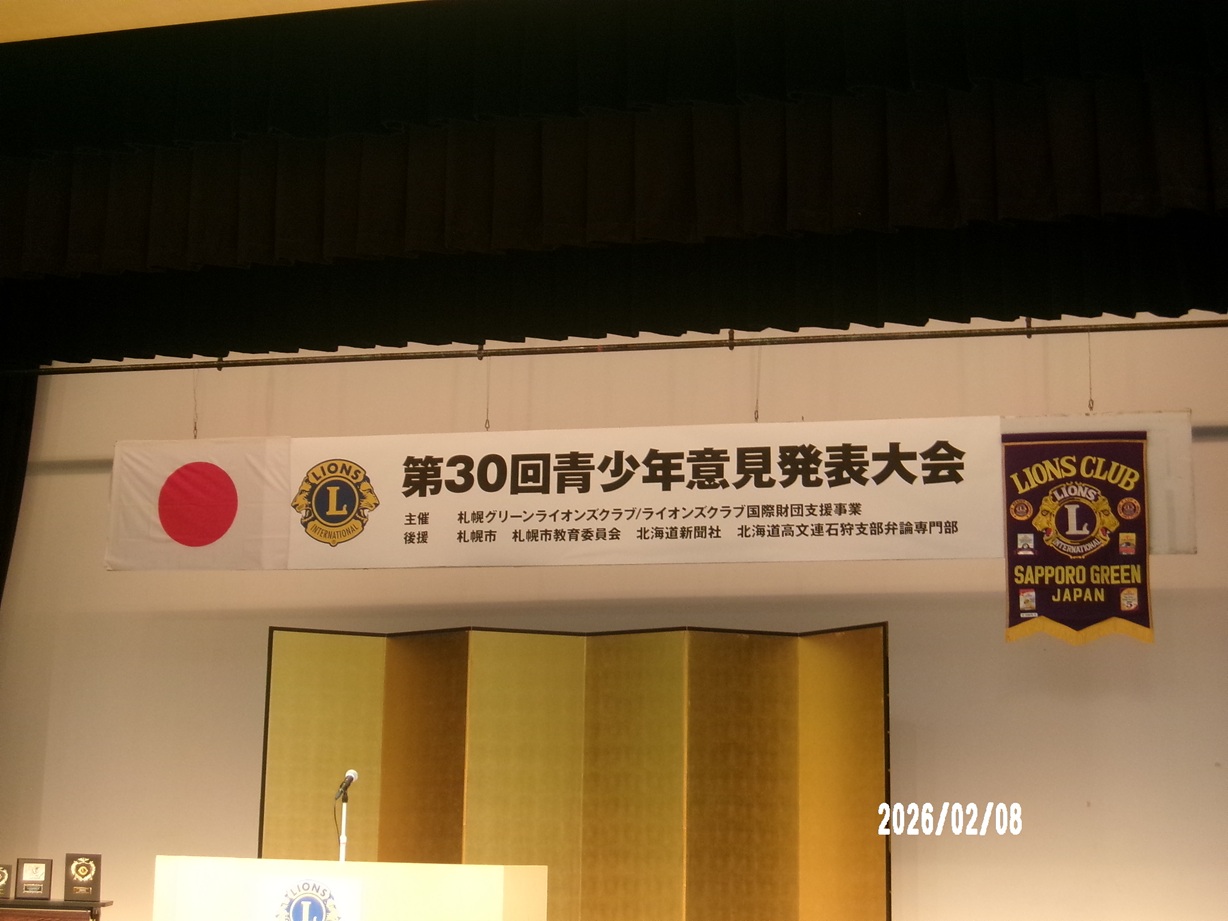 第30回青少年意見発表大会
主催 札幌グリーンライオンズクラブ/ライオンズクラブ国際財団支援事業
後援 札幌市 札幌市教育委員会 北海道新聞社 北海道高文連石狩支部弁論専門部
LIONS
L
INTERNATIONAL
LIONS CLUB
LIONS
L
INTERNATIONAL
SAPPORO GREEN
JAPAN
2026/02/08
LIONS
L